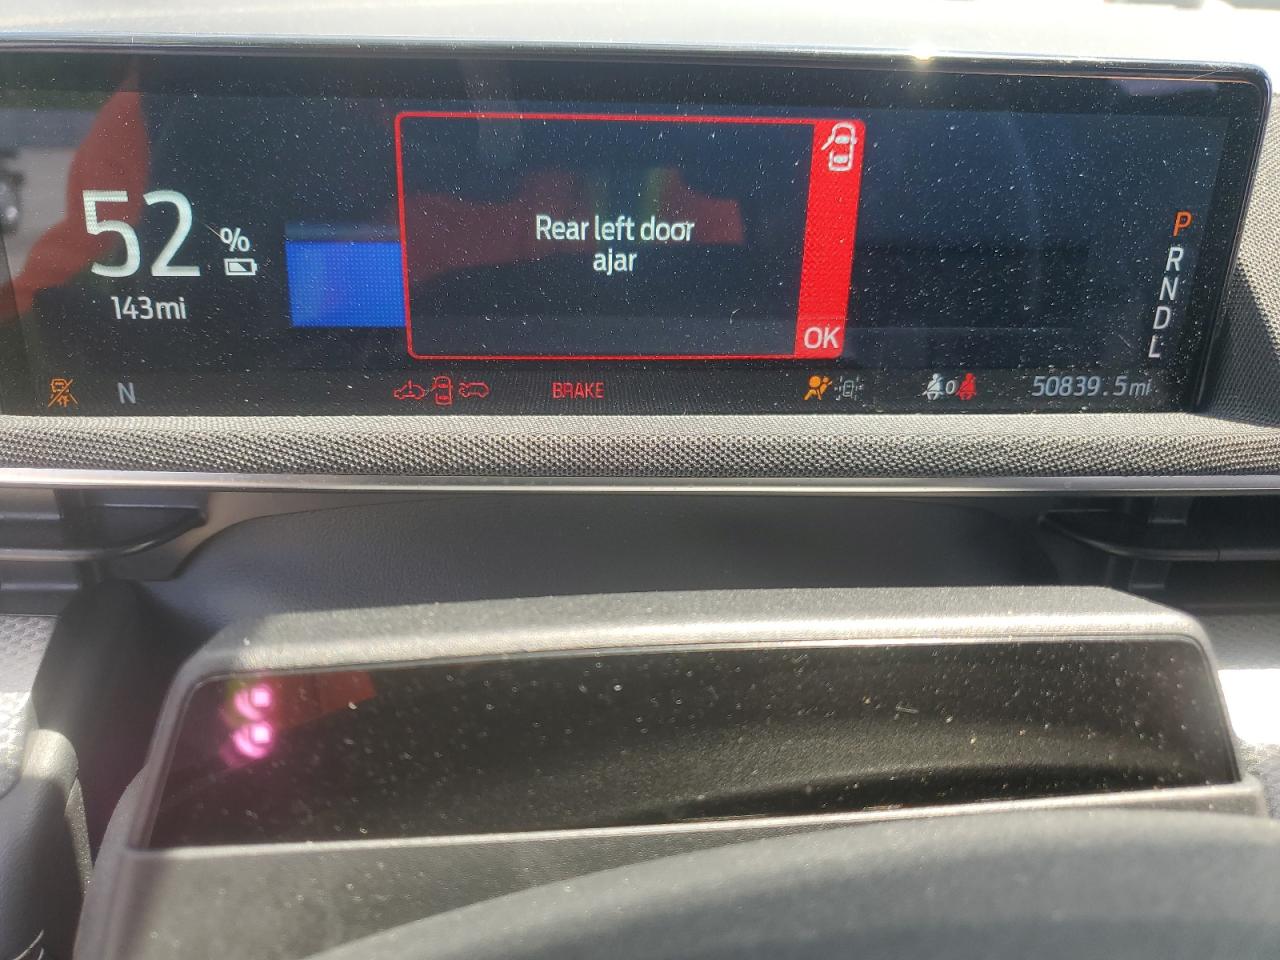 52 %
143mi
Rear left door
ajar
OK
P
R
N
D
L
N
BRAKE
0
50839.5mi